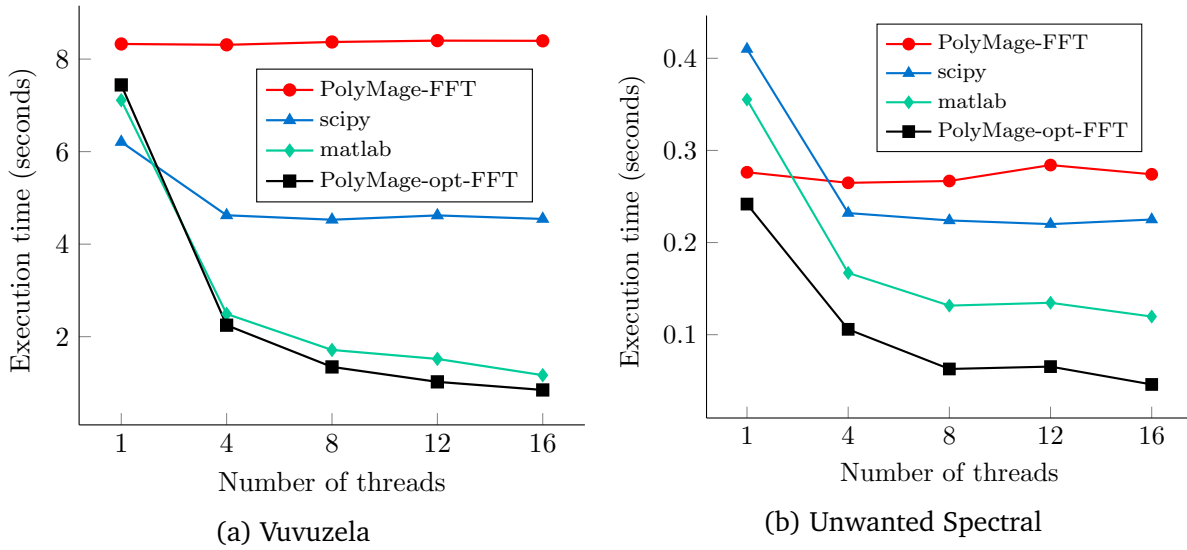 8
6
4
2
Execution time (seconds)
PolyMage-FFT
scipy
matlab
PolyMage-opt-FFT
1 4 8 12 16
Number of threads
(a) Vuvuzela
0.4
0.3
0.2
0.1
Execution time (seconds)
PolyMage-FFT
scipy
matlab
PolyMage-opt-FFT
1 4 8 12 16
Number of threads
(b) Unwanted Spectral